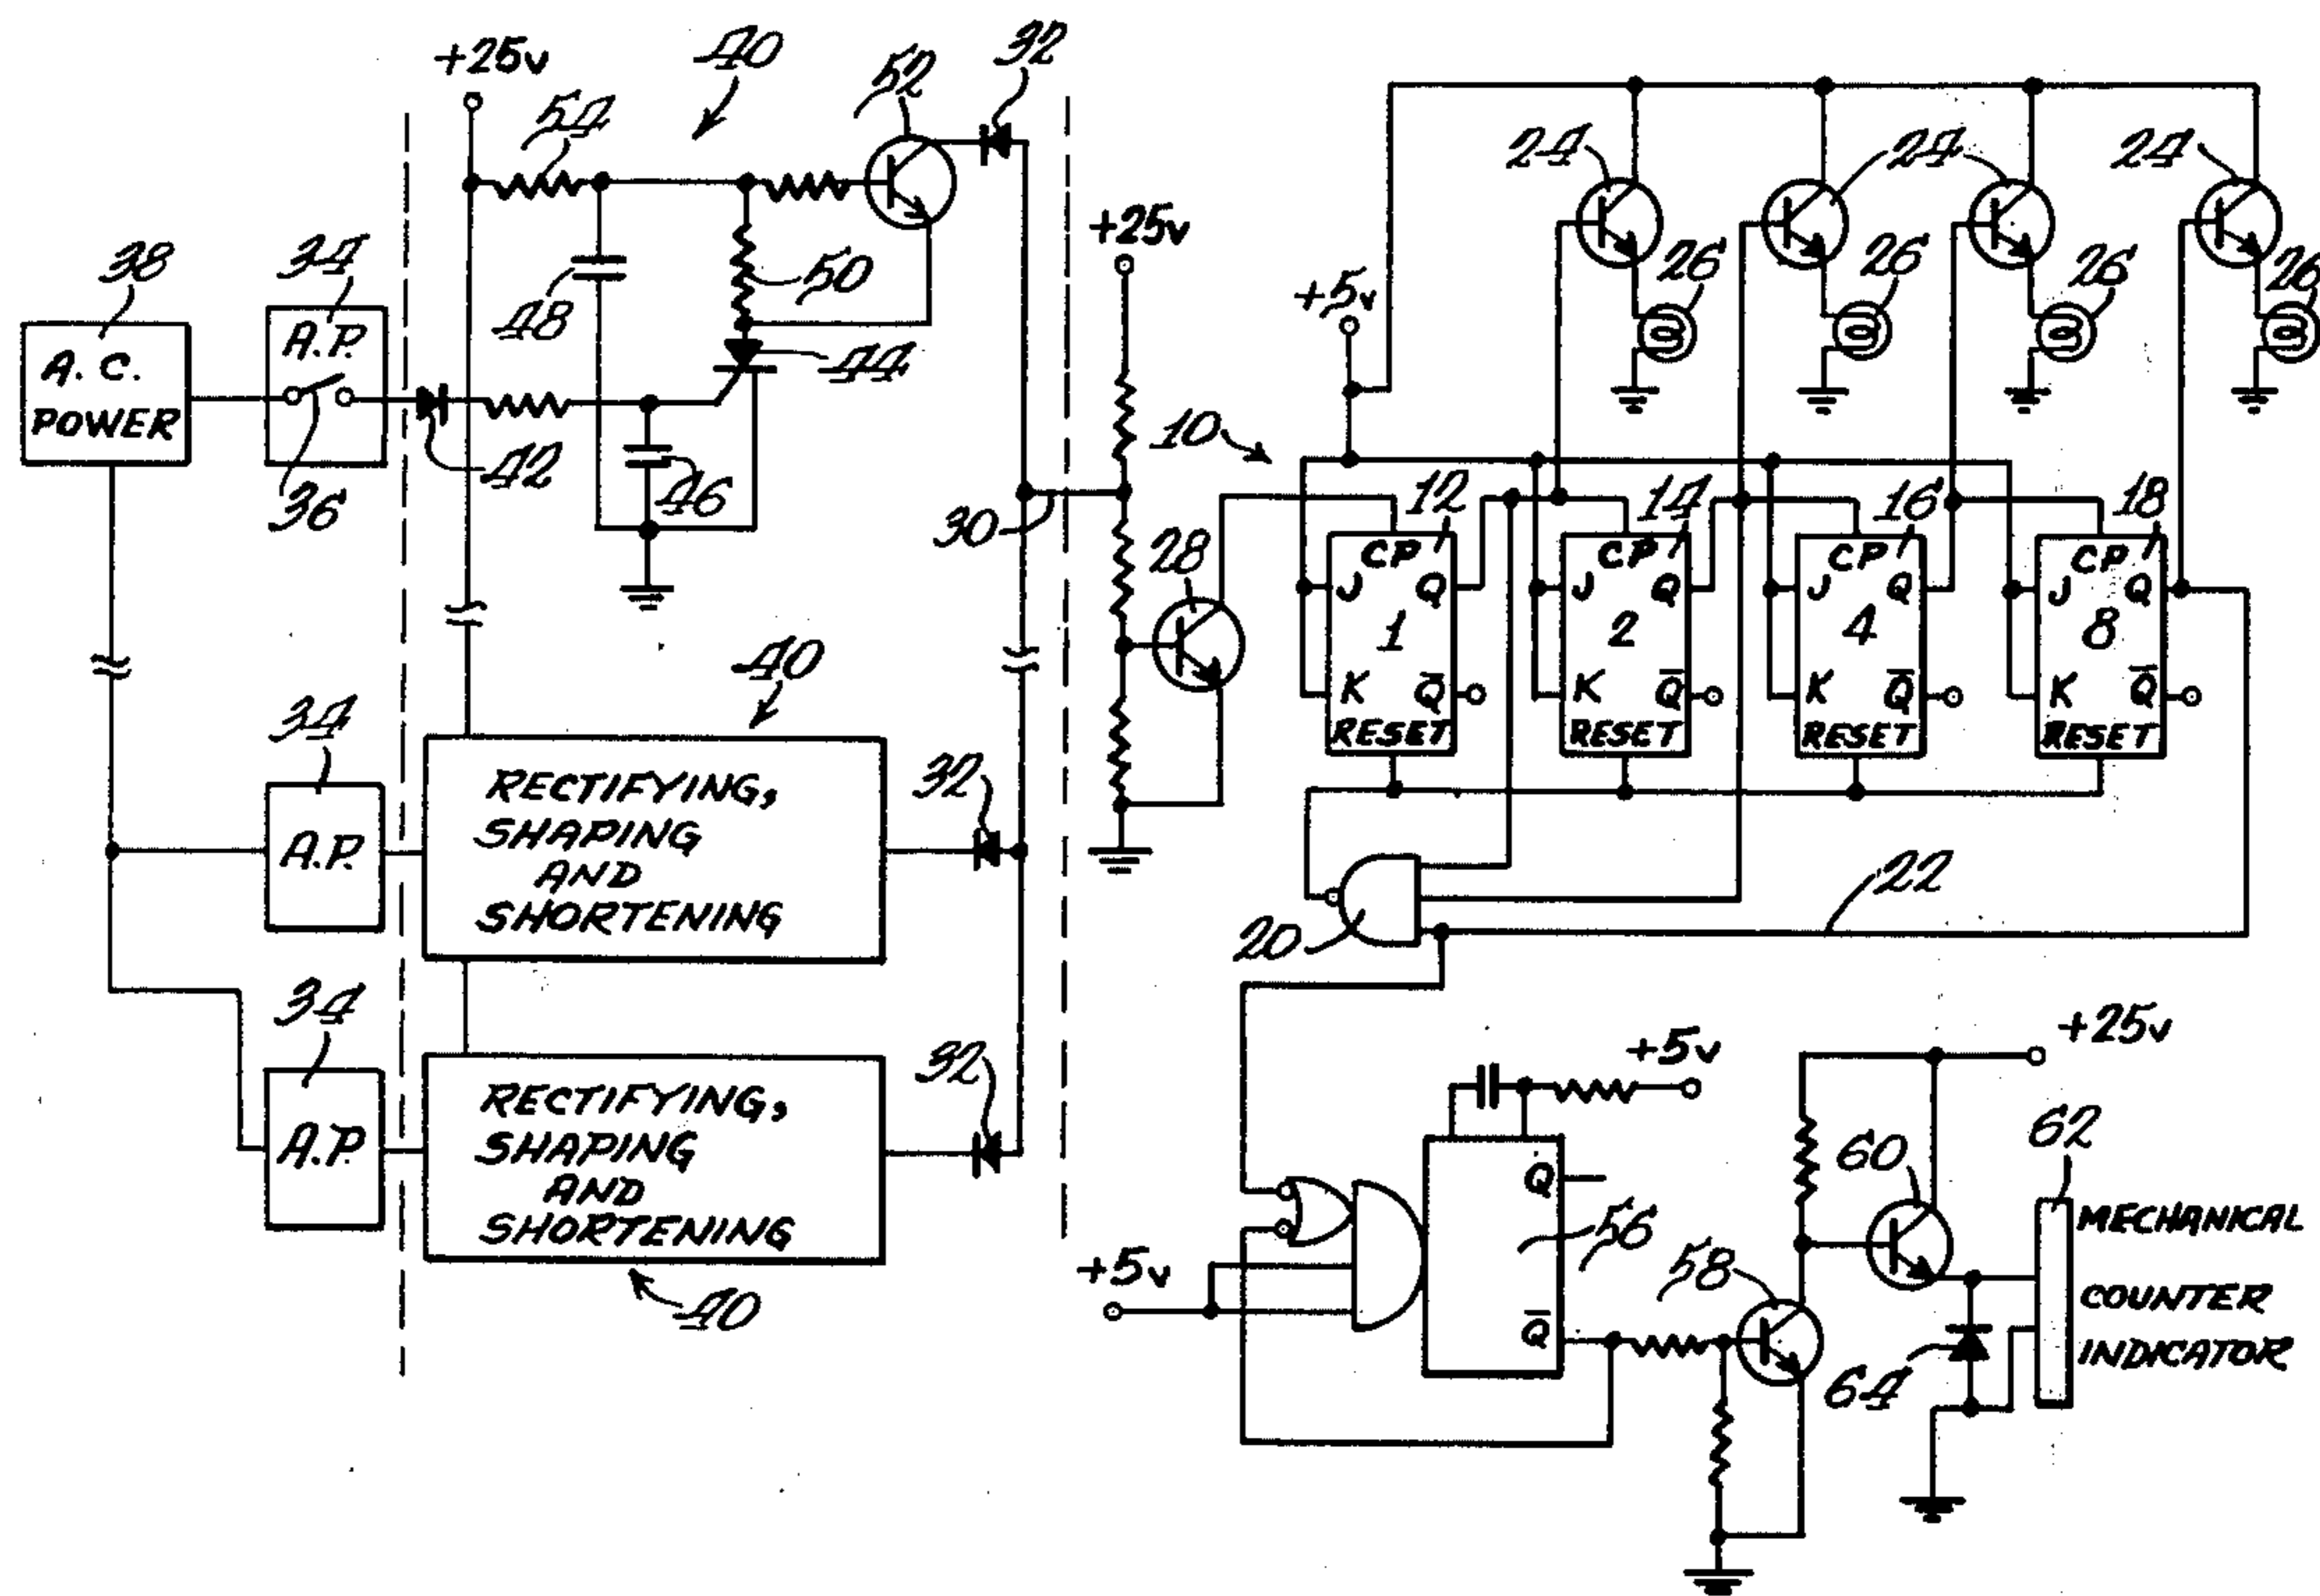 +25v
40
52
32
54
24
24
24
+25v
38
34
50
26
26
26
26
A.P.
48
+5v
A.C.
POWER
44
10
42
46
12
14
16
18
36
30
28
CP
CP
CP
CP
J
Q
J
Q
J
Q
J
Q
1
2
4
8
40
K
Q̅
K
Q̅
K
Q̅
K
Q̅
34
RESET
RESET
RESET
RESET
32
RECTIFYING,
SHAPING
AND
SHORTENING
A.P.
22
20
34
+25v
+5v
32
RECTIFYING,
SHAPING
AND
SHORTENING
A.P.
62
60
Q
56
MECHANICAL
COUNTER
INDICATOR
+5v
58
40
Q̅
64